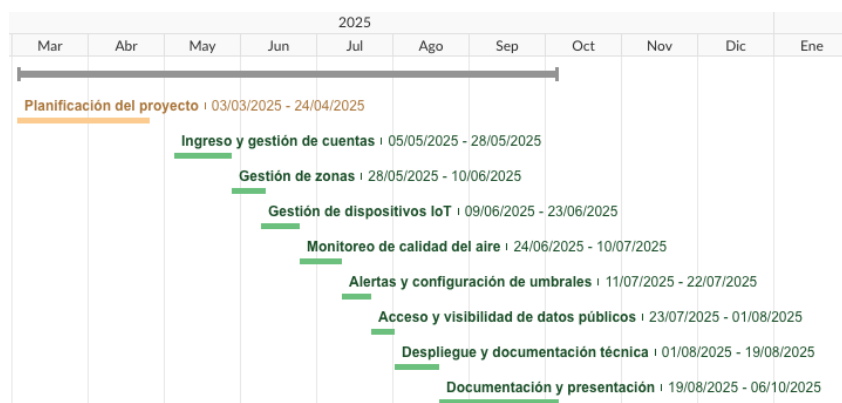 2025
Mar Abr May Jun Jul Ago Sep Oct Nov Dic Ene
Planificación del proyecto 03/03/2025 - 24/04/2025
Ingreso y gestión de cuentas 05/05/2025 - 28/05/2025
Gestión de zonas 28/05/2025 - 10/06/2025
Gestión de dispositivos IoT 09/06/2025 - 23/06/2025
Monitoreo de calidad del aire 24/06/2025 - 10/07/2025
Alertas y configuración de umbrales 11/07/2025 - 22/07/2025
Acceso y visibilidad de datos públicos 23/07/2025 - 01/08/2025
Despliegue y documentación técnica 01/08/2025 - 19/08/2025
Documentación y presentación 19/08/2025 - 06/10/2025